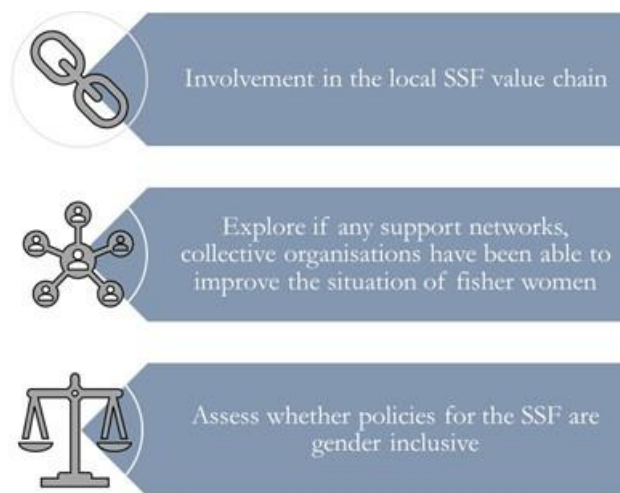 Involvement in the local SSF value chain
Explore if any support networks,
collective organisations have been able to
improve the situation of fisher women
Assess whether policies for the SSF are
gender inclusive